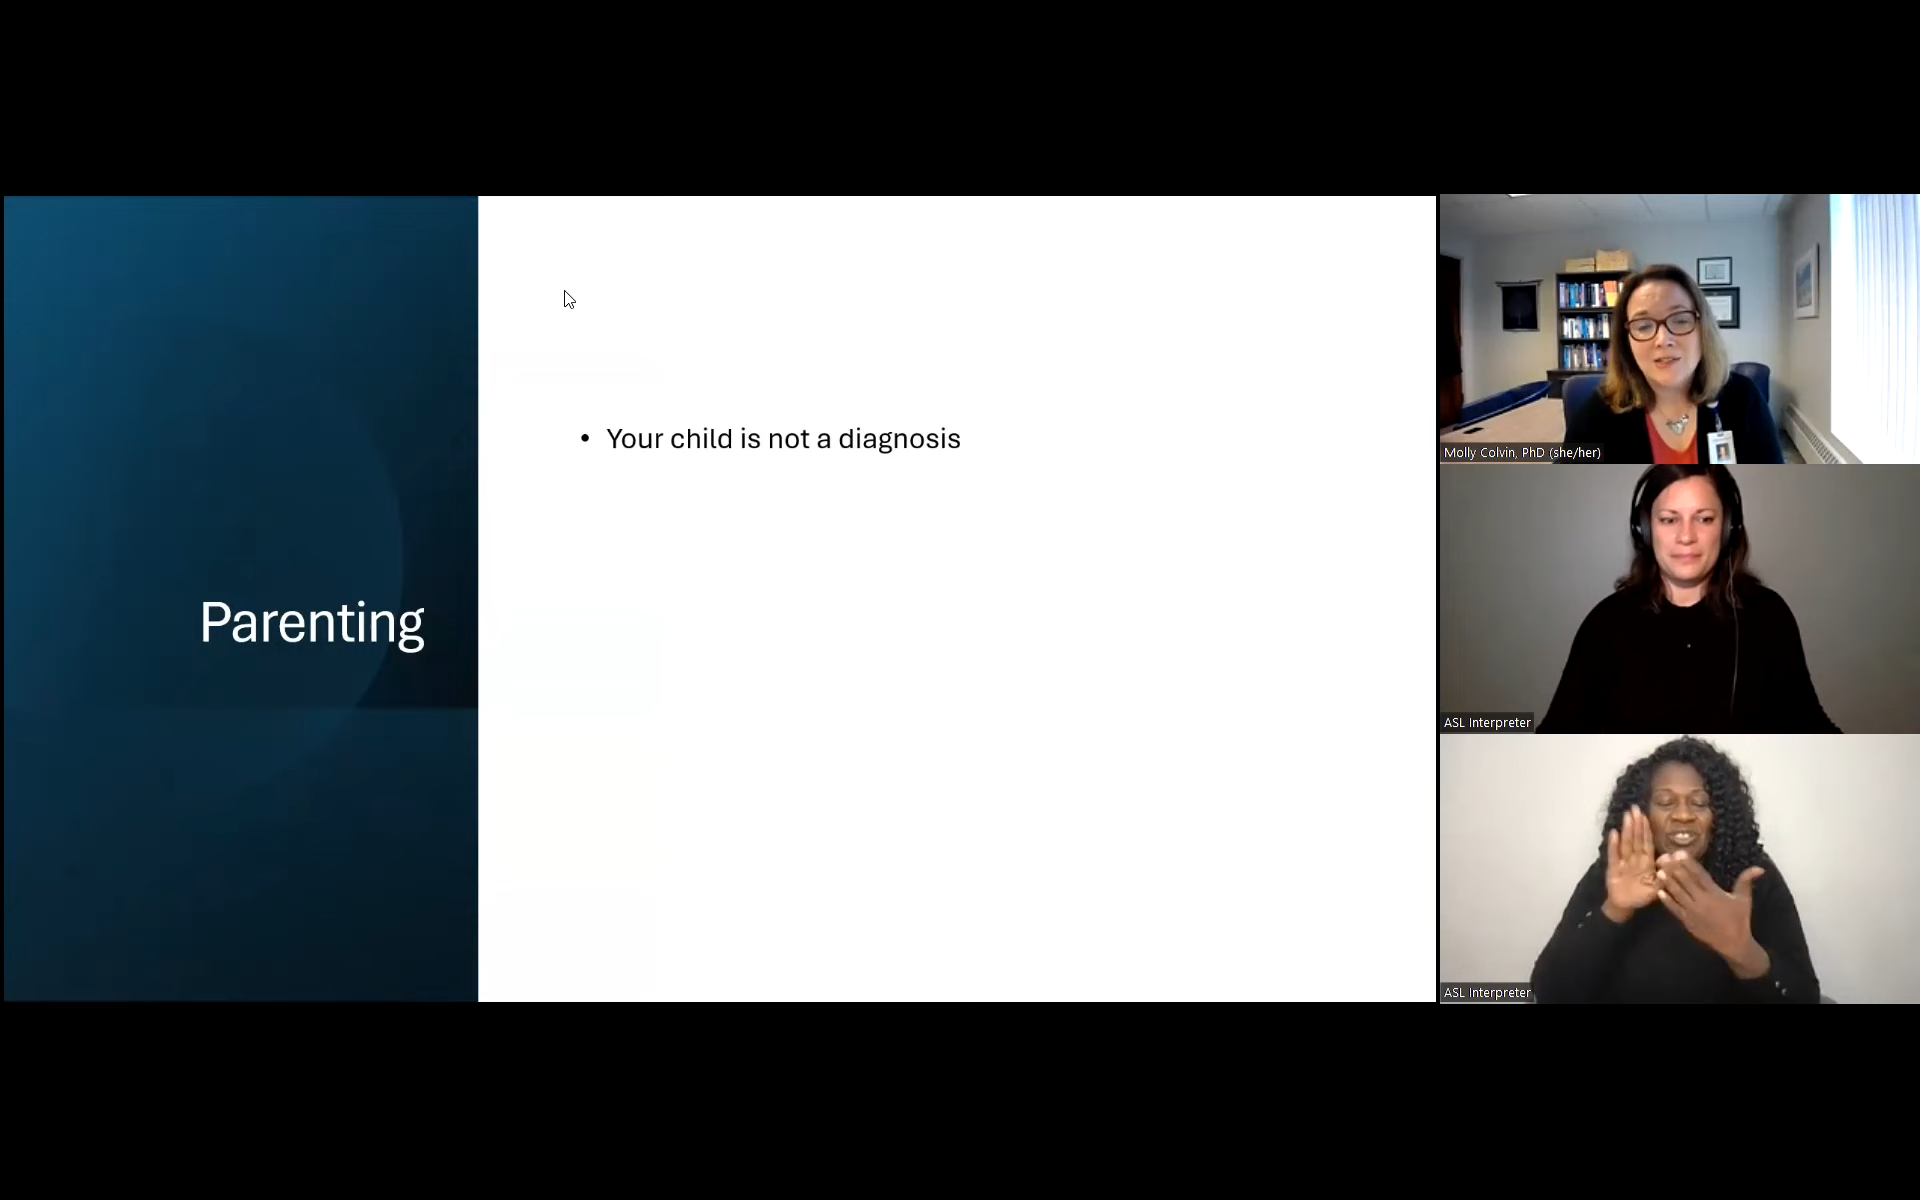 Parenting
• Your child is not a diagnosis
Molly Colvin, PhD (she/her)
ASL Interpreter
ASL Interpreter